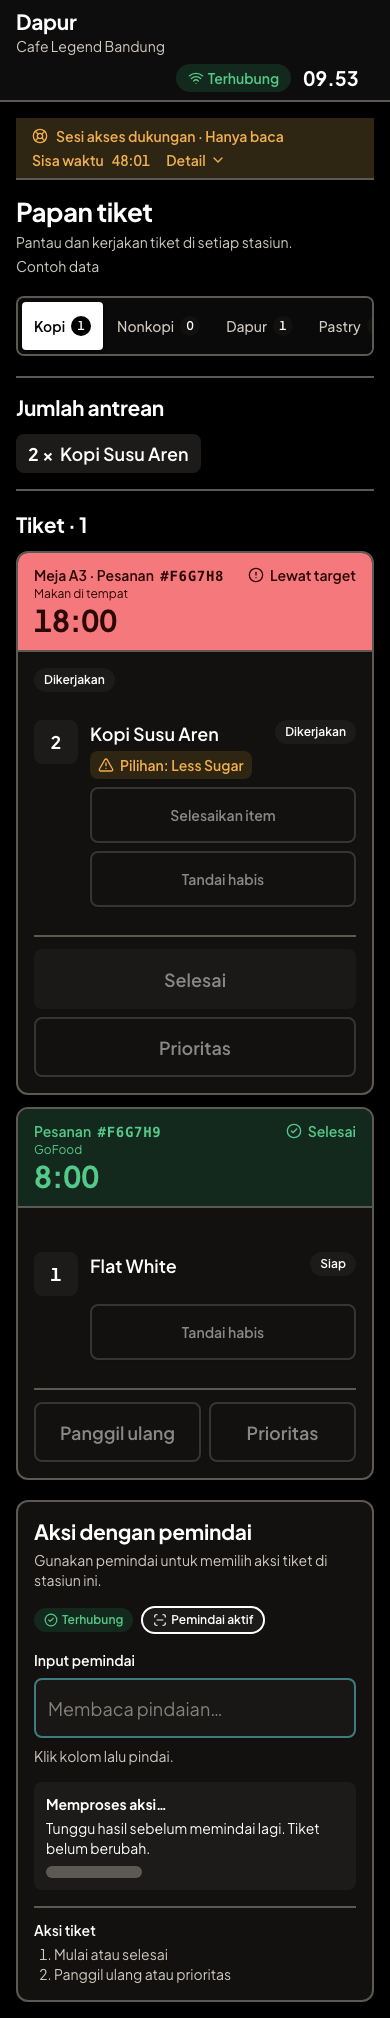 Dapur
Cafe Legend Bandung
Terhubung 09.53
Sesi akses dukungan · Hanya baca
Sisa waktu 48:01 Detail
Papan tiket
Pantau dan kerjakan tiket di setiap stasiun.
Contoh data
Kopi 1 Nonkopi 0 Dapur 1 Pastry
Jumlah antrean
2 × Kopi Susu Aren
Tiket · 1
Meja A3 · Pesanan #F6G7H8 Lewat target
Makan di tempat
18:00
Dikerjakan
2 Kopi Susu Aren Dikerjakan
Pilihan: Less Sugar
Selesaikan item
Tandai habis
Selesai
Prioritas
Pesanan #F6G7H9 Selesai
GoFood
8:00
1 Flat White Siap
Tandai habis
Panggil ulang Prioritas
Aksi dengan pemindai
Gunakan pemindai untuk memilih aksi tiket di
stasiun ini.
Terhubung Pemindai aktif
Input pemindai
Membaca pindaian…
Klik kolom lalu pindai.
Memproses aksi…
Tunggu hasil sebelum memindai lagi. Tiket
belum berubah.
Aksi tiket
1. Mulai atau selesai
2. Panggil ulang atau prioritas